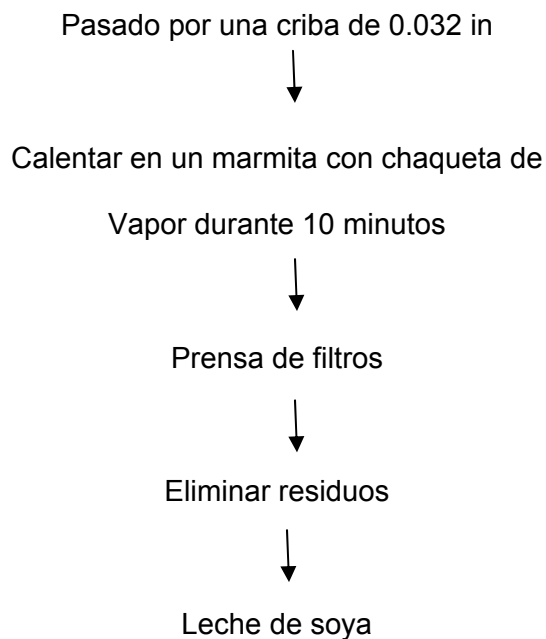 Pasado por una criba de 0.032 in
Calentar en un marmita con chaqueta de
Vapor durante 10 minutos
Prensa de filtros
Eliminar residuos
Leche de soya